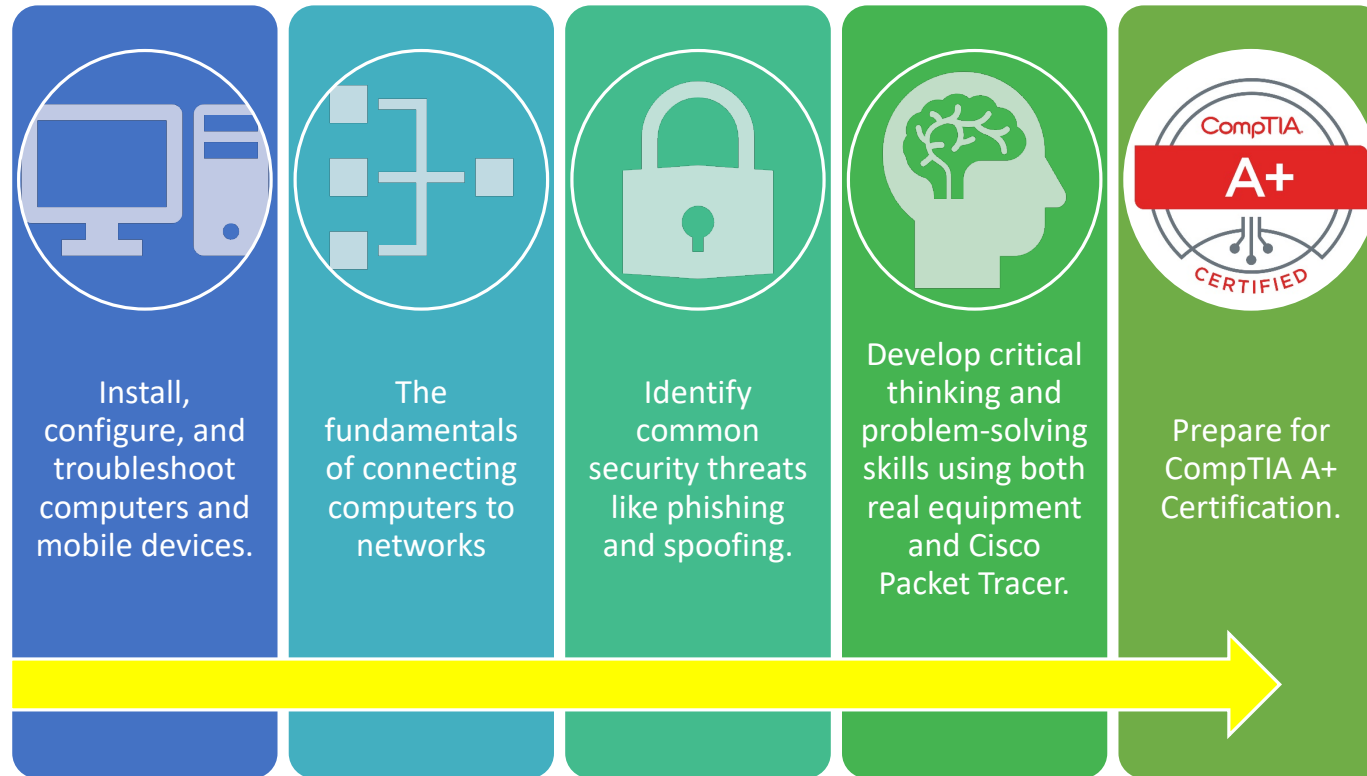 Install,
configure, and
troubleshoot
computers and
mobile devices.
The
fundamentals
of connecting
computers to
networks
Identify
common
security threats
like phishing
and spoofing.
Develop critical
thinking and
problem-solving
skills using both
real equipment
and Cisco
Packet Tracer.
CompTIA.
A+
CERTIFIED
Prepare for
CompTIA A+
Certification.